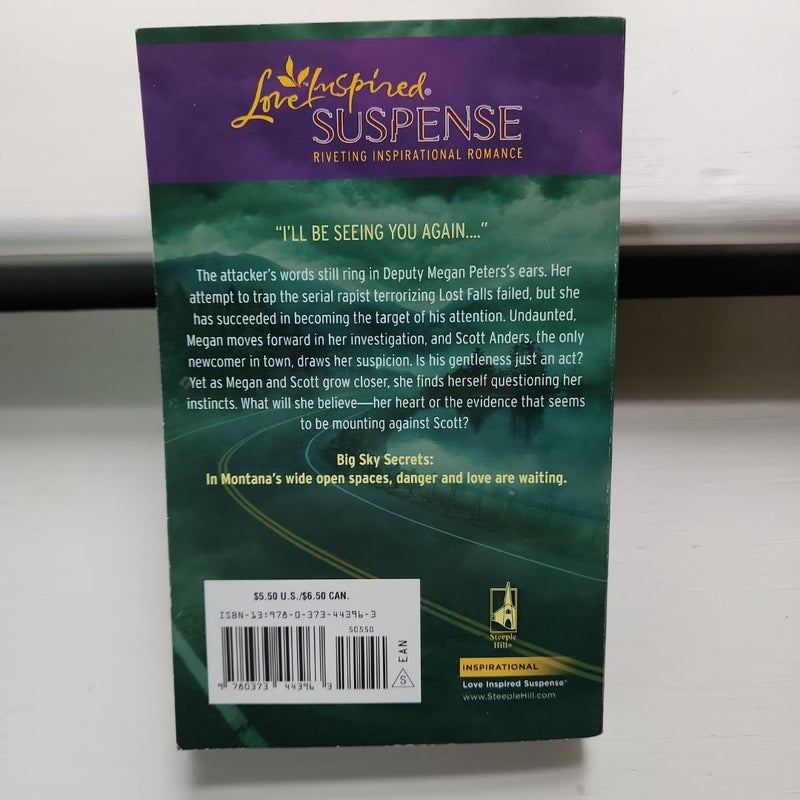 Love Inspired®
SUSPENSE
RIVETING INSPIRATIONAL ROMANCE
"I'LL BE SEEING YOU AGAIN...."
The attacker's words still ring in Deputy Megan Peters's ears. Her
attempt to trap the serial rapist terrorizing Lost Falls failed, but she
has succeeded in becoming the target of his attention. Undaunted,
Megan moves forward in her investigation, and Scott Anders, the only
newcomer in town, draws her suspicion. Is his gentleness just an act?
Yet as Megan and Scott grow closer, she finds herself questioning her
instincts. What will she believe—her heart or the evidence that seems
to be mounting against Scott?
Big Sky Secrets:
In Montana's wide open spaces, danger and love are waiting.
$5.50 U.S./$6.50 CAN.
ISBN-13:978-0-373-44396-3
50550
9 780373 44396 3
EAN
S
Steeple
Hill®
INSPIRATIONAL
Love Inspired Suspense®
www.SteepleHill.com